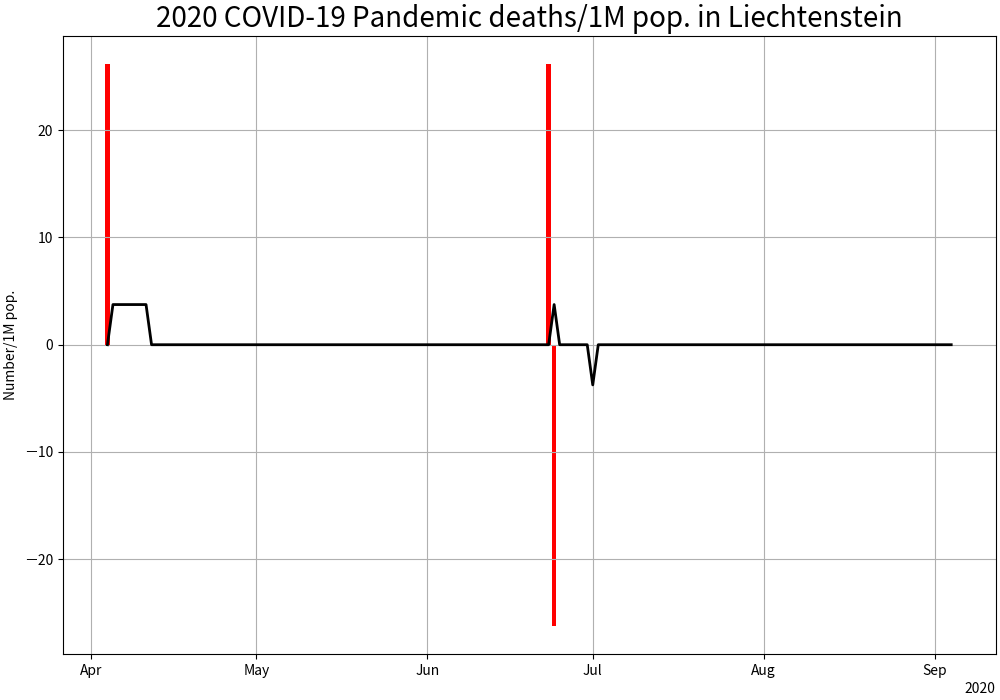 2020 COVID-19 Pandemic deaths/1M pop. in Liechtenstein
Number/1M pop.
20
10
0
−10
−20
Apr May Jun Jul Aug Sep
2020